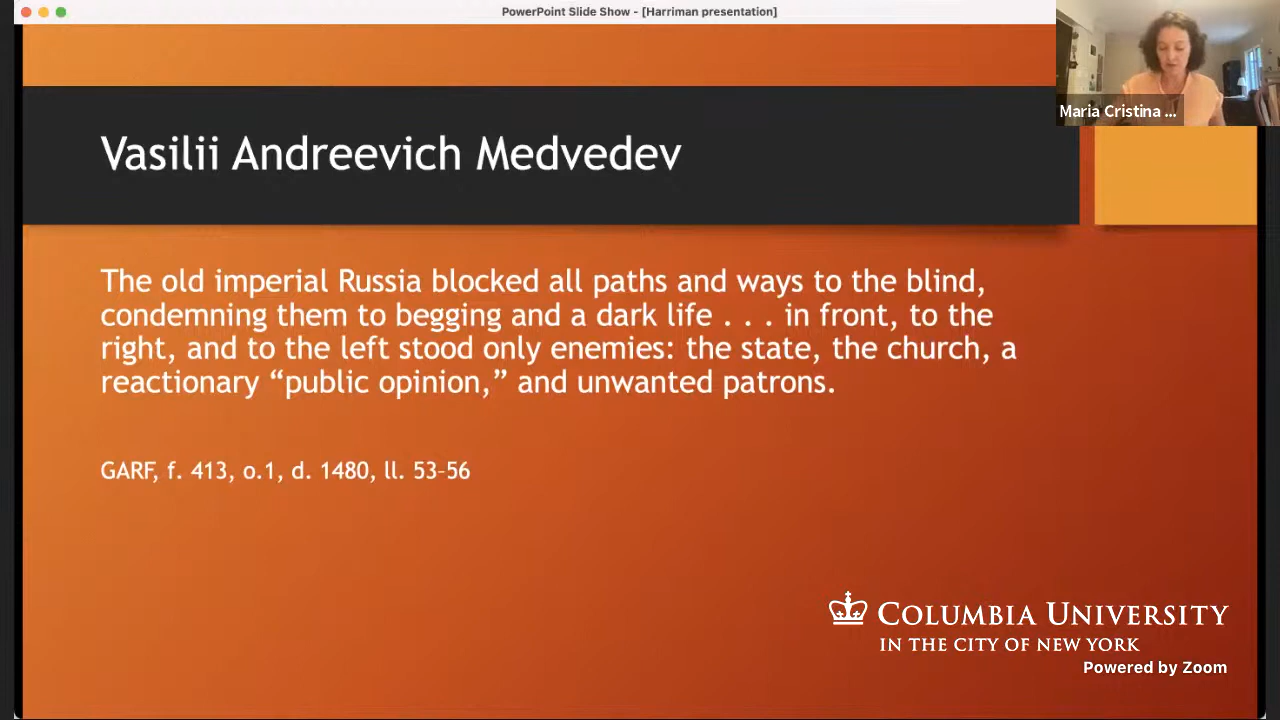 PowerPoint Slide Show - [Harriman presentation]
Maria Cristina ...
Vasilii Andreevich Medvedev
The old imperial Russia blocked all paths and ways to the blind,
condemning them to begging and a dark life . . . in front, to the
right, and to the left stood only enemies: the state, the church, a
reactionary “public opinion,” and unwanted patrons.
GARF, f. 413, o.1, d. 1480, ll. 53–56
COLUMBIA UNIVERSITY
IN THE CITY OF NEW YORK
Powered by Zoom